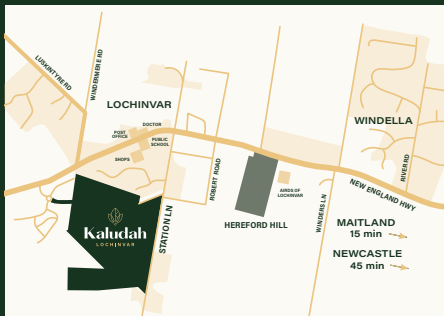 LUSKINTYRE RD
WINDERMERE RD
LOCHINVAR
DOCTOR
POST
OFFICE
PUBLIC
SCHOOL
SHOPS
WINDELLA
RIVER RD
NEW ENGLAND HWY
ROBERT ROAD
AIRDS OF
LOCHINVAR
STATION LN
WINDERS LN
HEREFORD HILL
Kaludah
LOCHINVAR
MAITLAND
15 min
NEWCASTLE
45 min